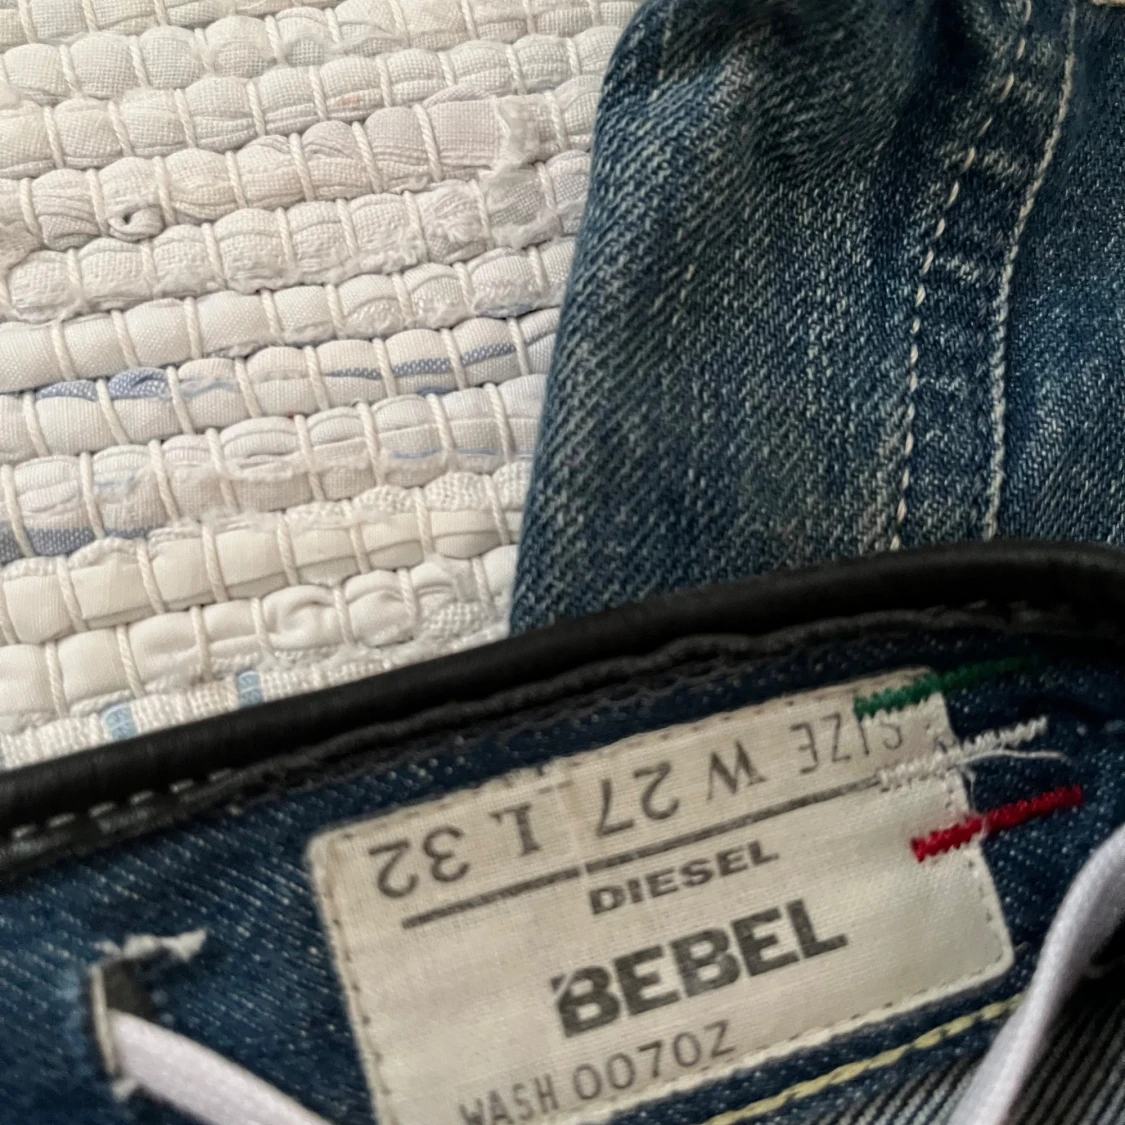 SIZE W 27 L 32
DIESEL
BEBEL
WASH 0070Z